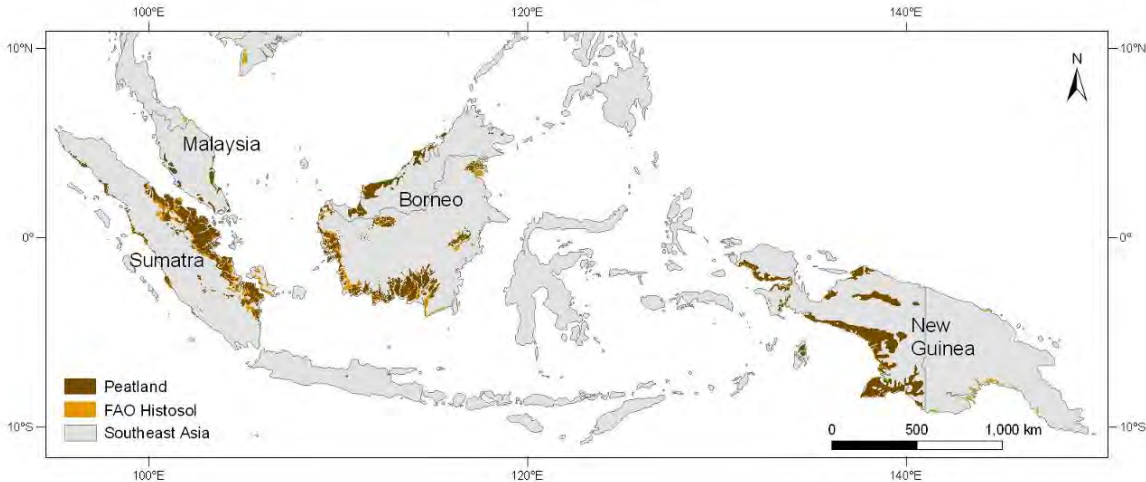 100°E 120°E 140°E
10°N 10°N
N
Malaysia
Borneo
0° 0°
Sumatra
New
Guinea
Peatland
FAO Histosol
Southeast Asia
0 500 1,000 km
10°S 10°S
100°E 120°E 140°E